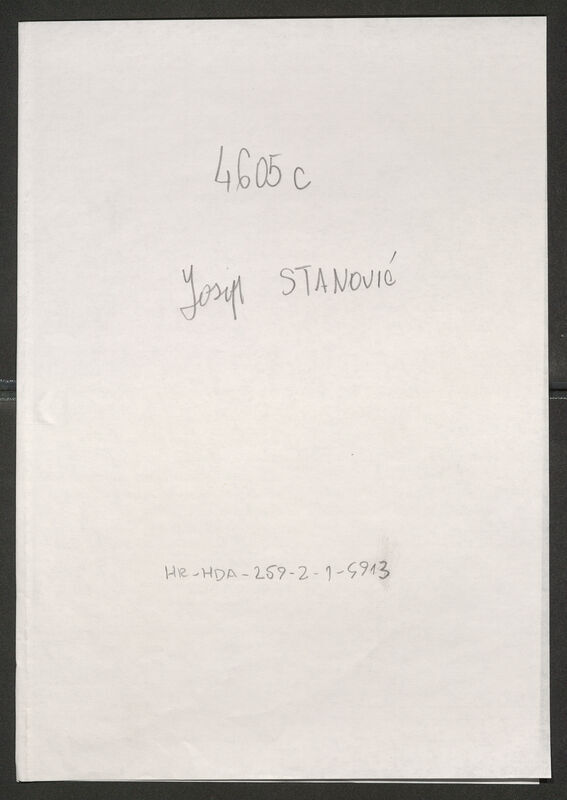 4605 c
Josip STANOVIĆ
HR-HDA-259-2-1-5913